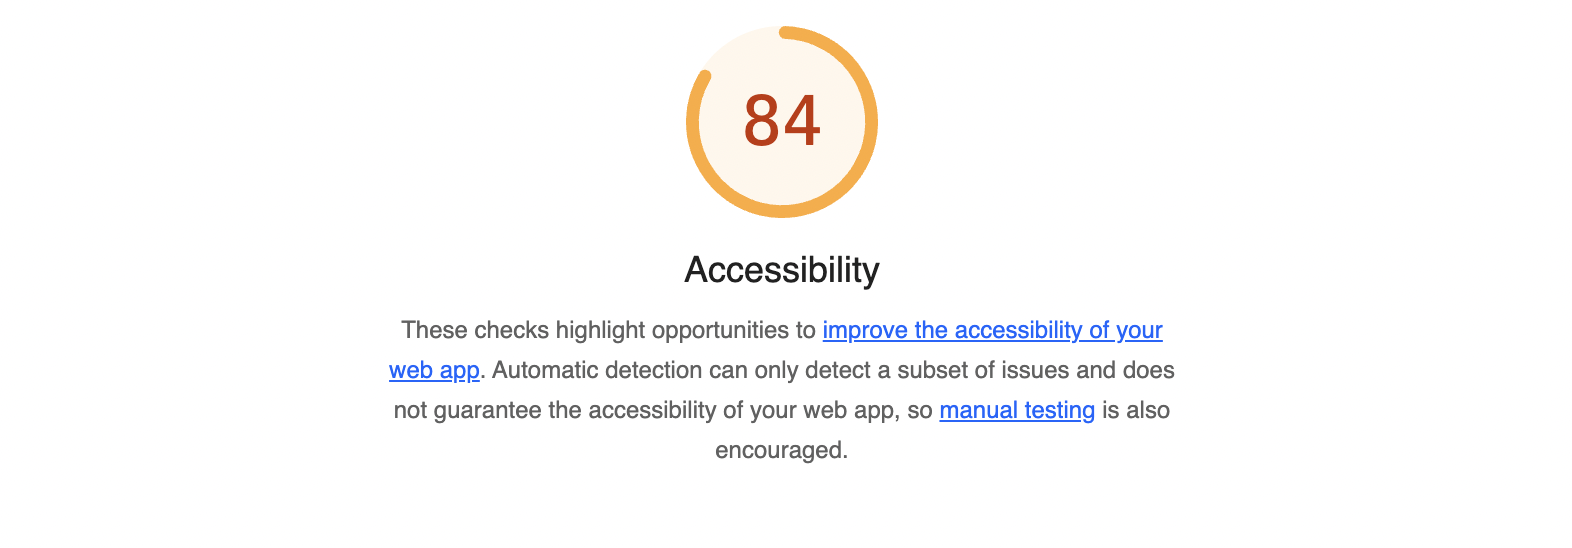 84
Accessibility
These checks highlight opportunities to improve the accessibility of your
web app. Automatic detection can only detect a subset of issues and does
not guarantee the accessibility of your web app, so manual testing is also
encouraged.